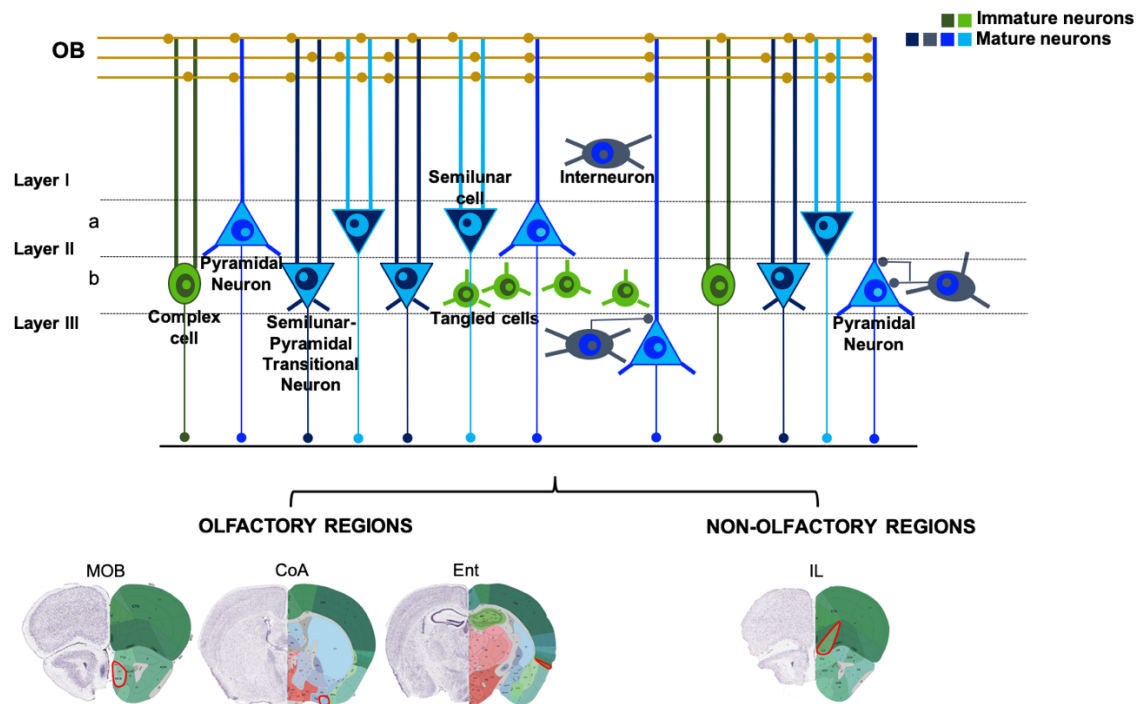 Immature neurons
Mature neurons
OB
Layer I
Semilunar
cell
Interneuron
a
Layer II
Pyramidal
Neuron
b
Complex
cell
Tangled cells
Layer III
Semilunar-
Pyramidal
Transitional
Neuron
Pyramidal
Neuron
OLFACTORY REGIONS
NON-OLFACTORY REGIONS
MOB
CoA
Ent
IL